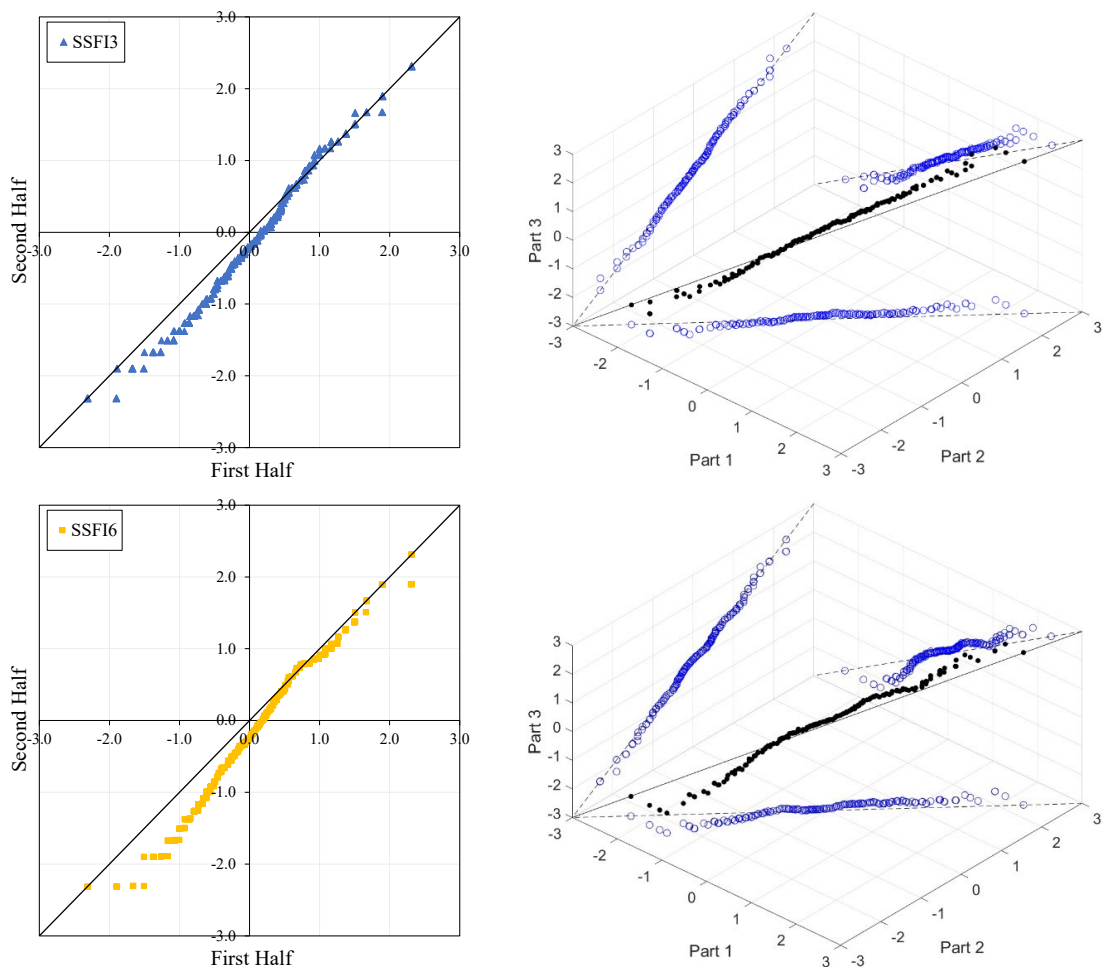 SSFI3
3.0
2.0
1.0
0.0
-3.0 -2.0 -1.0 0.0 1.0 2.0 3.0
-1.0
-2.0
-3.0
Second Half
First Half
3
2
1
0
-1
-2
-3
Part 3
-3 -2 -1 0 1 2 3
Part 1
-3 -2 -1 0 1 2 3
Part 2
SSFI6
3.0
2.0
1.0
0.0
-3.0 -2.0 -1.0 0.0 1.0 2.0 3.0
-1.0
-2.0
-3.0
Second Half
First Half
3
2
1
0
-1
-2
-3
Part 3
-3 -2 -1 0 1 2 3
Part 1
-3 -2 -1 0 1 2 3
Part 2